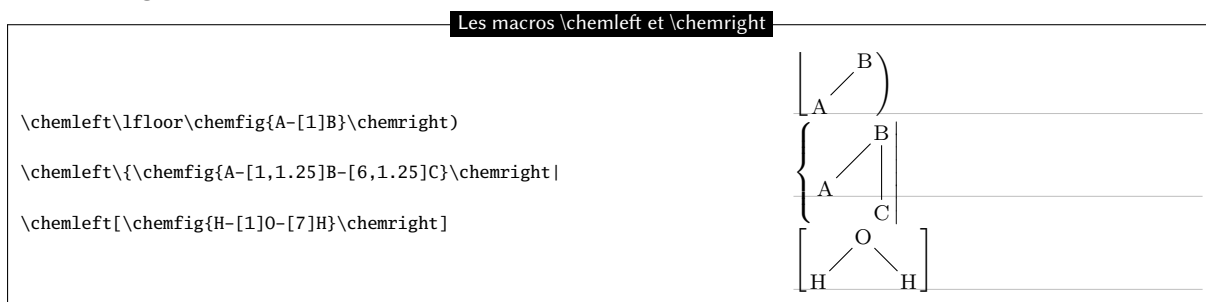 Les macros \chemleft et \chemright
\chemleft\lfloor\chemfig{A-[1]B}\chemright)
\chemleft\{\chemfig{A-[1,1.25]B-[6,1.25]C}\chemright|
\chemleft[\chemfig{H-[1]O-[7]H}\chemright]
B
A
B
A
C
O
H H